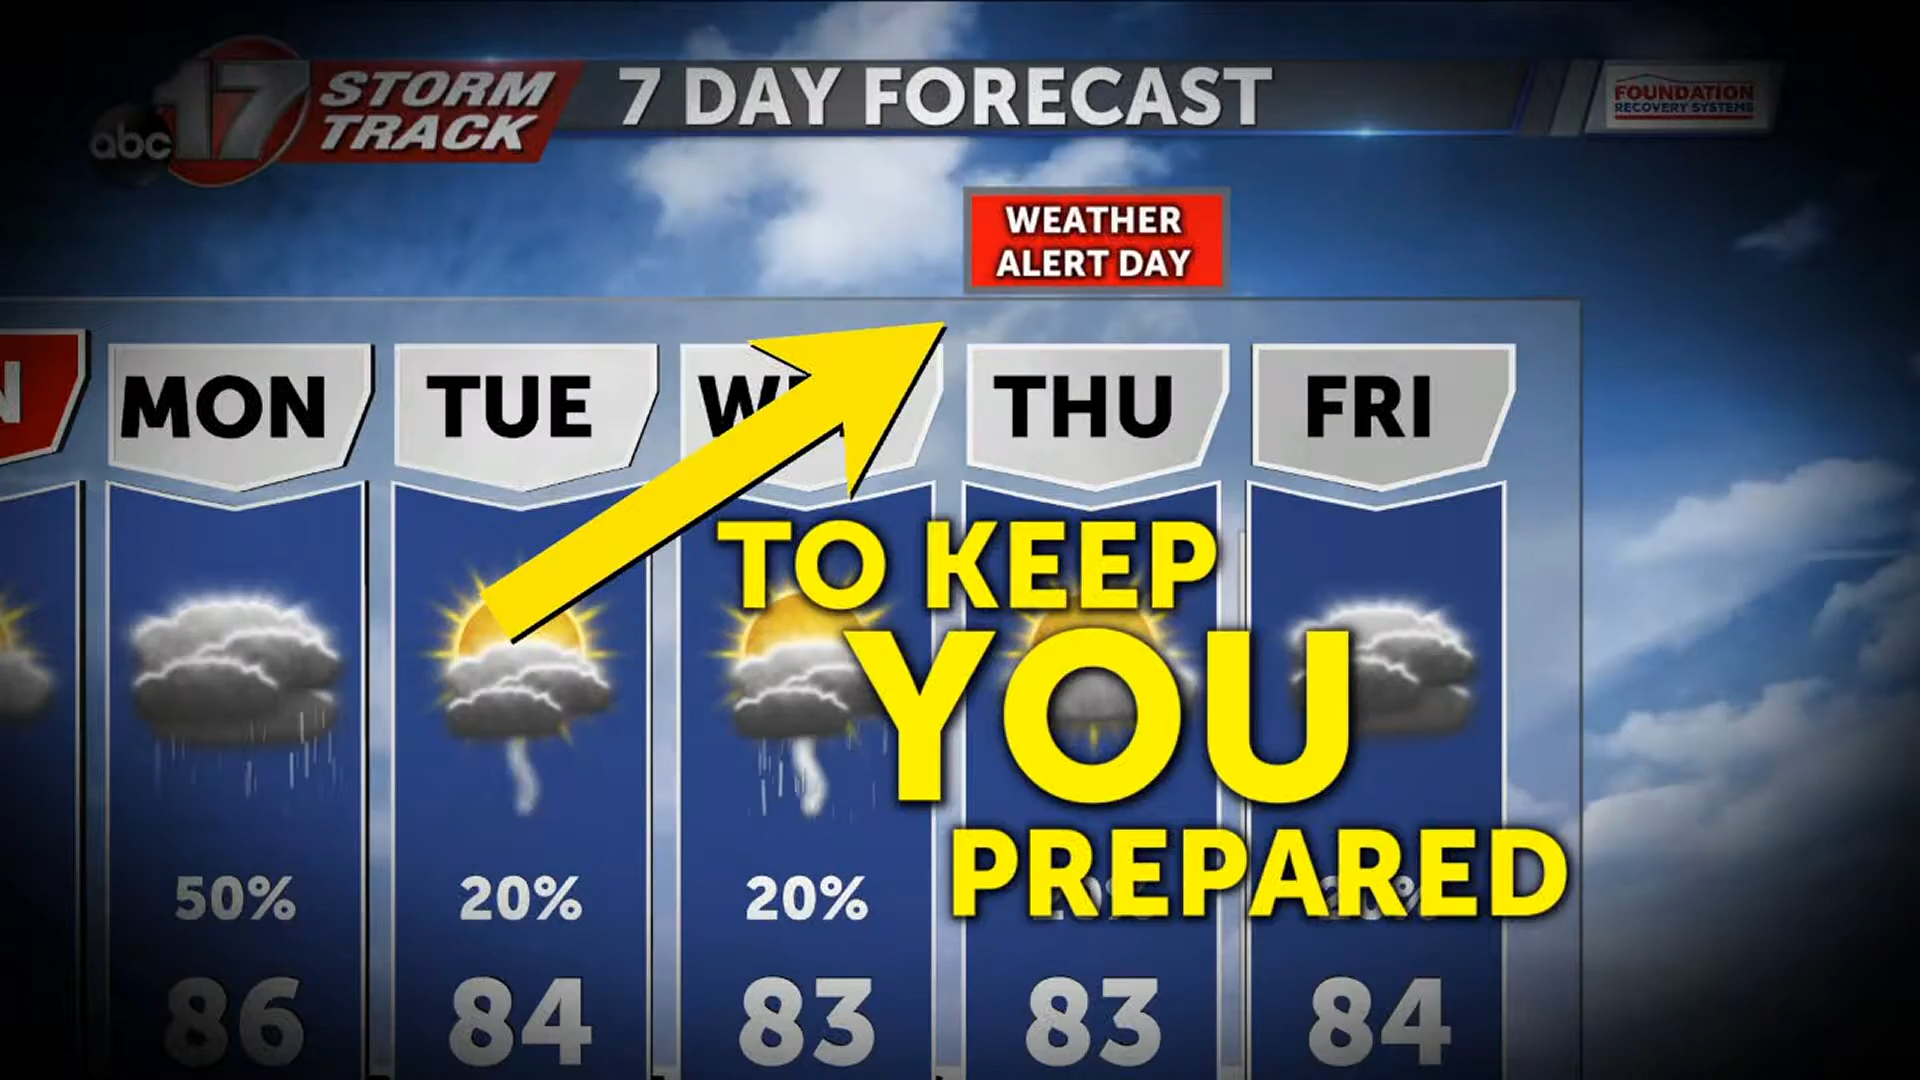 abc 17 STORM TRACK
7 DAY FORECAST
FOUNDATION
RECOVERY SYSTEMS
WEATHER
ALERT DAY
N
MON
TUE
THU
FRI
TO KEEP
YOU
PREPARED
50%
20%
20%
86
84
83
83
84